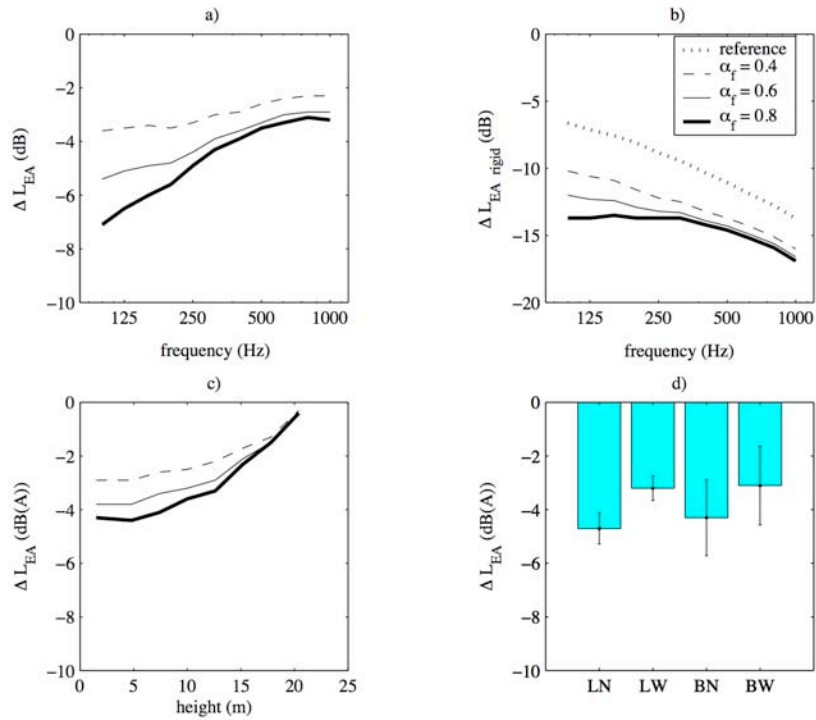 a)
0
−2
−4
−6
−8
−10
Δ L_EA (dB)
125 250 500 1000
frequency (Hz)
b)
0
−5
−10
−15
−20
Δ L_EA rigid (dB)
reference
α_f = 0.4
α_f = 0.6
α_f = 0.8
125 250 500 1000
frequency (Hz)
c)
0
−2
−4
−6
−8
−10
Δ L_EA (dB(A))
0 5 10 15 20 25
height (m)
d)
0
−2
−4
−6
−8
−10
Δ L_EA (dB(A))
LN LW BN BW